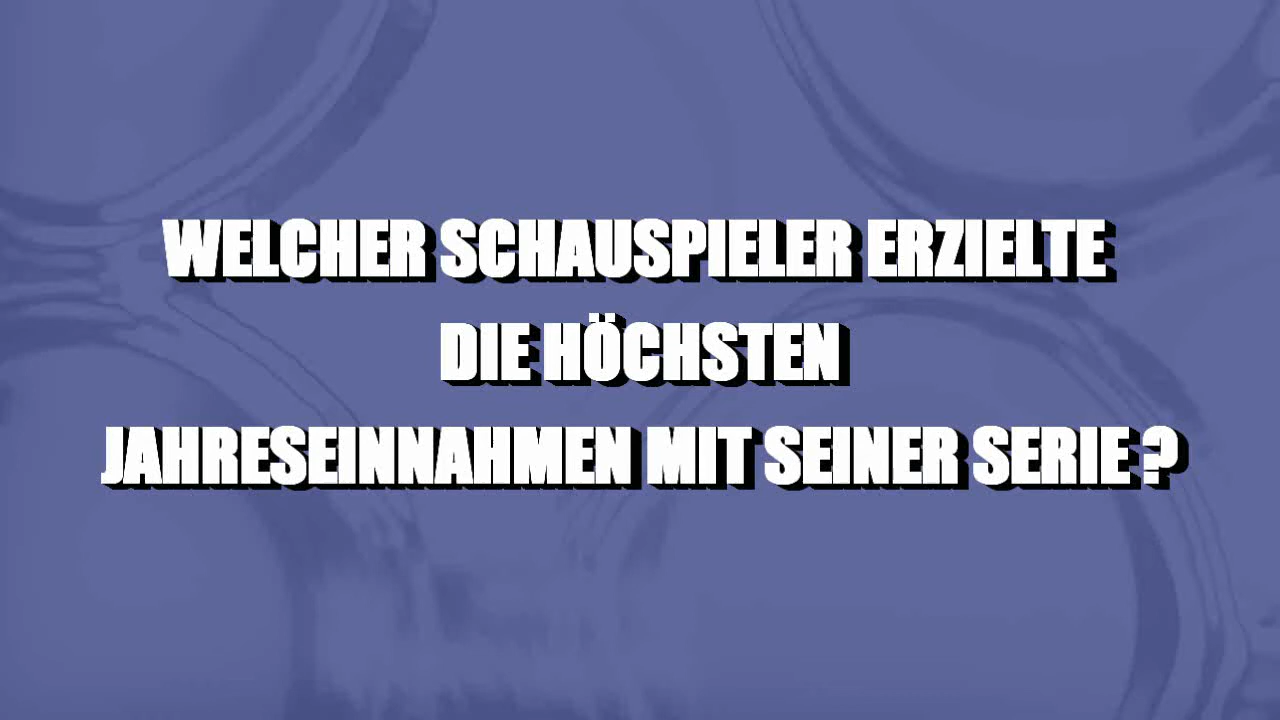 WELCHER SCHAUSPIELER ERZIELTE
DIE HÖCHSTEN
JAHRESEINNAHMEN MIT SEINER SERIE ?